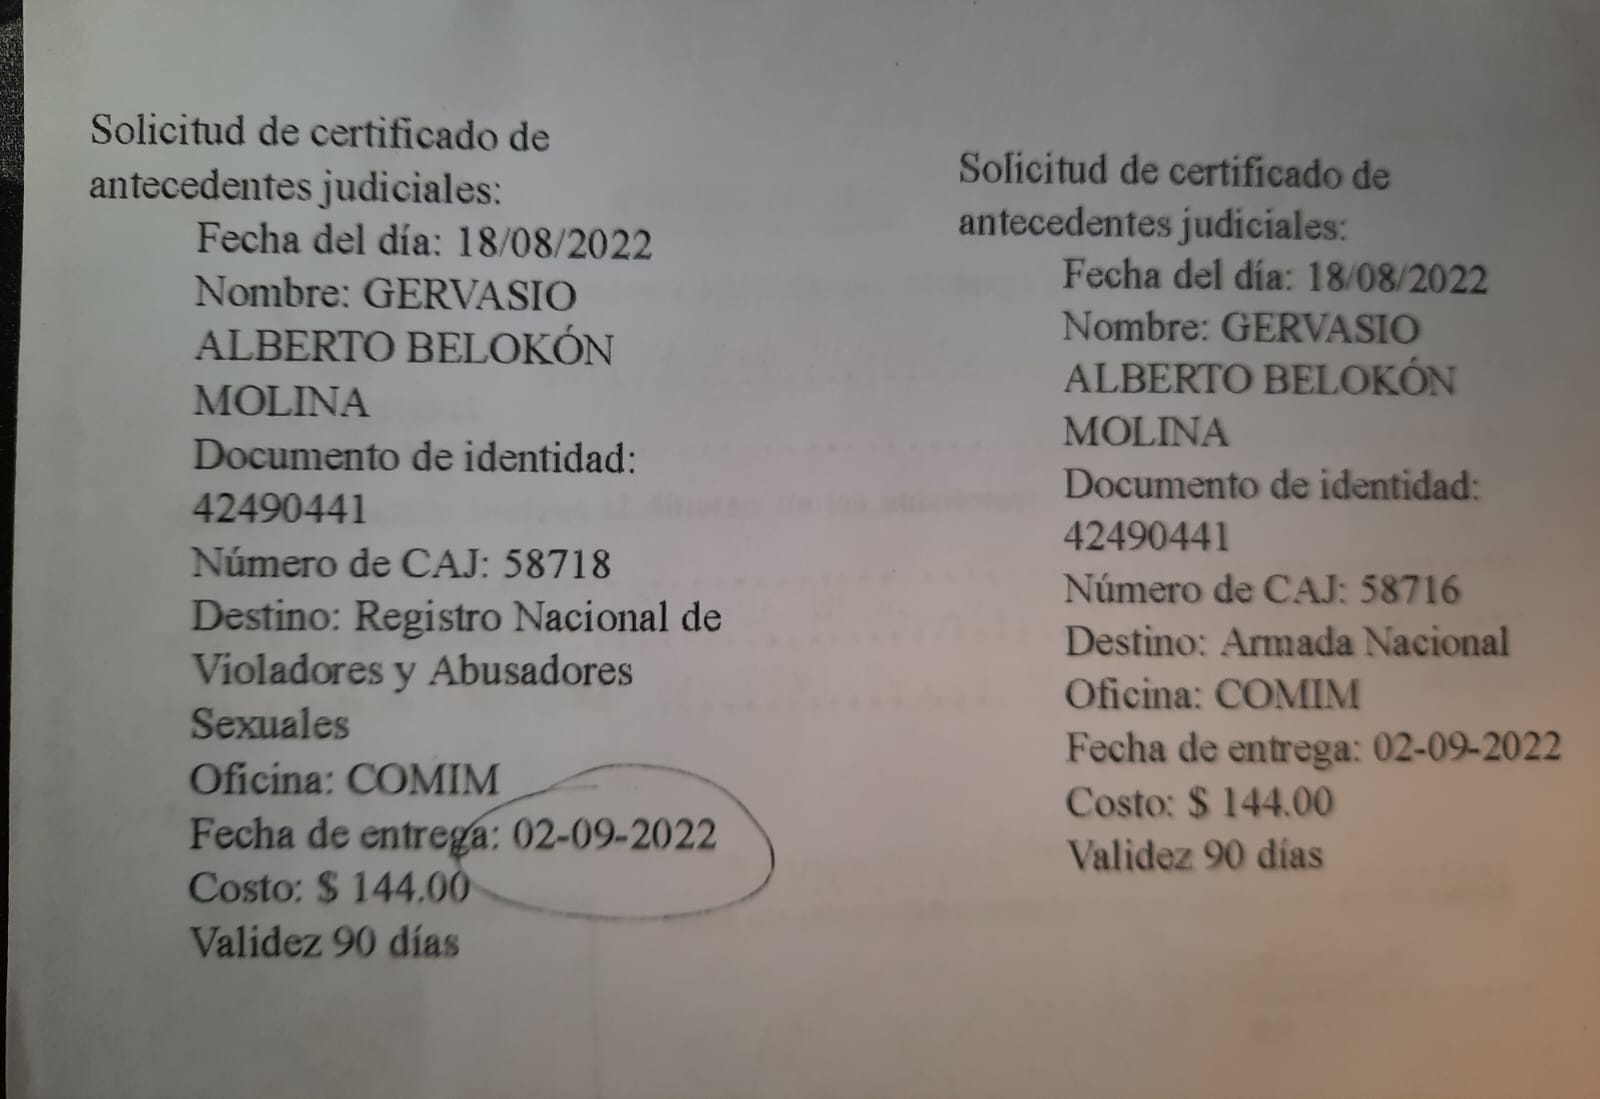 Solicitud de certificado de
antecedentes judiciales:
Fecha del día: 18/08/2022
Nombre: GERVASIO
ALBERTO BELOKÓN
MOLINA
Documento de identidad:
42490441
Número de CAJ: 58718
Destino: Registro Nacional de
Violadores y Abusadores
Sexuales
Oficina: COMIM
Fecha de entrega: 02-09-2022
Costo: $ 144.00
Validez 90 días
Solicitud de certificado de
antecedentes judiciales:
Fecha del día: 18/08/2022
Nombre: GERVASIO
ALBERTO BELOKÓN
MOLINA
Documento de identidad:
42490441
Número de CAJ: 58716
Destino: Armada Nacional
Oficina: COMIM
Fecha de entrega: 02-09-2022
Costo: $ 144.00
Validez 90 días